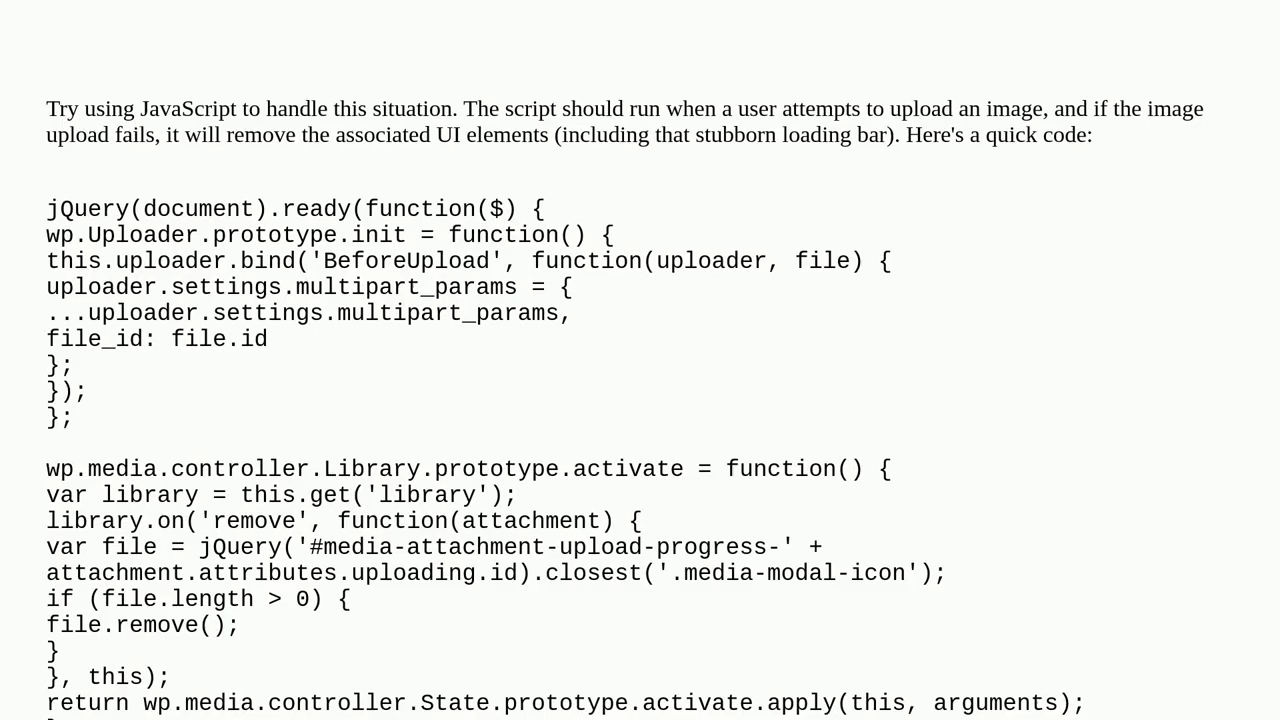 Try using JavaScript to handle this situation. The script should run when a user attempts to upload an image, and if the image
upload fails, it will remove the associated UI elements (including that stubborn loading bar). Here's a quick code:
jQuery(document).ready(function($) {
wp.Uploader.prototype.init = function() {
this.uploader.bind('BeforeUpload', function(uploader, file) {
uploader.settings.multipart_params = {
...uploader.settings.multipart_params,
file_id: file.id
};
});
};
wp.media.controller.Library.prototype.activate = function() {
var library = this.get('library');
library.on('remove', function(attachment) {
var file = jQuery('#media-attachment-upload-progress-' +
attachment.attributes.uploading.id).closest('.media-modal-icon');
if (file.length > 0) {
file.remove();
}
}, this);
return wp.media.controller.State.prototype.activate.apply(this, arguments);